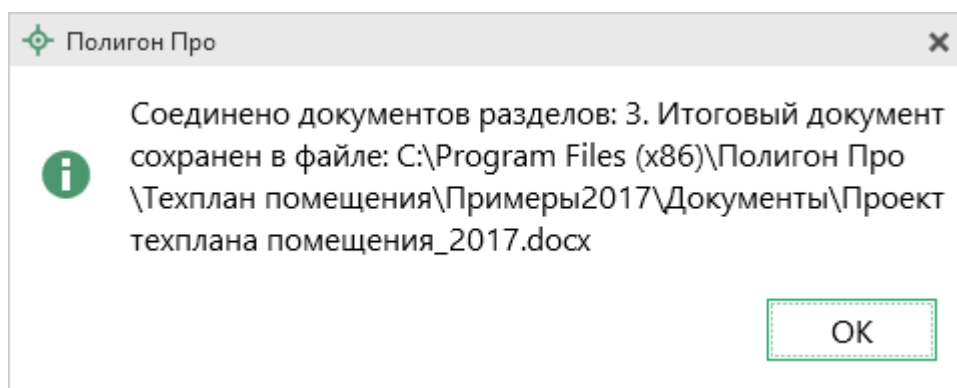 Полигон Про
Соединено документов разделов: 3. Итоговый документ
сохранен в файле: C:\Program Files (x86)\Полигон Про
\Техплан помещения\Примеры2017\Документы\Проект
техплана помещения_2017.docx
ОК